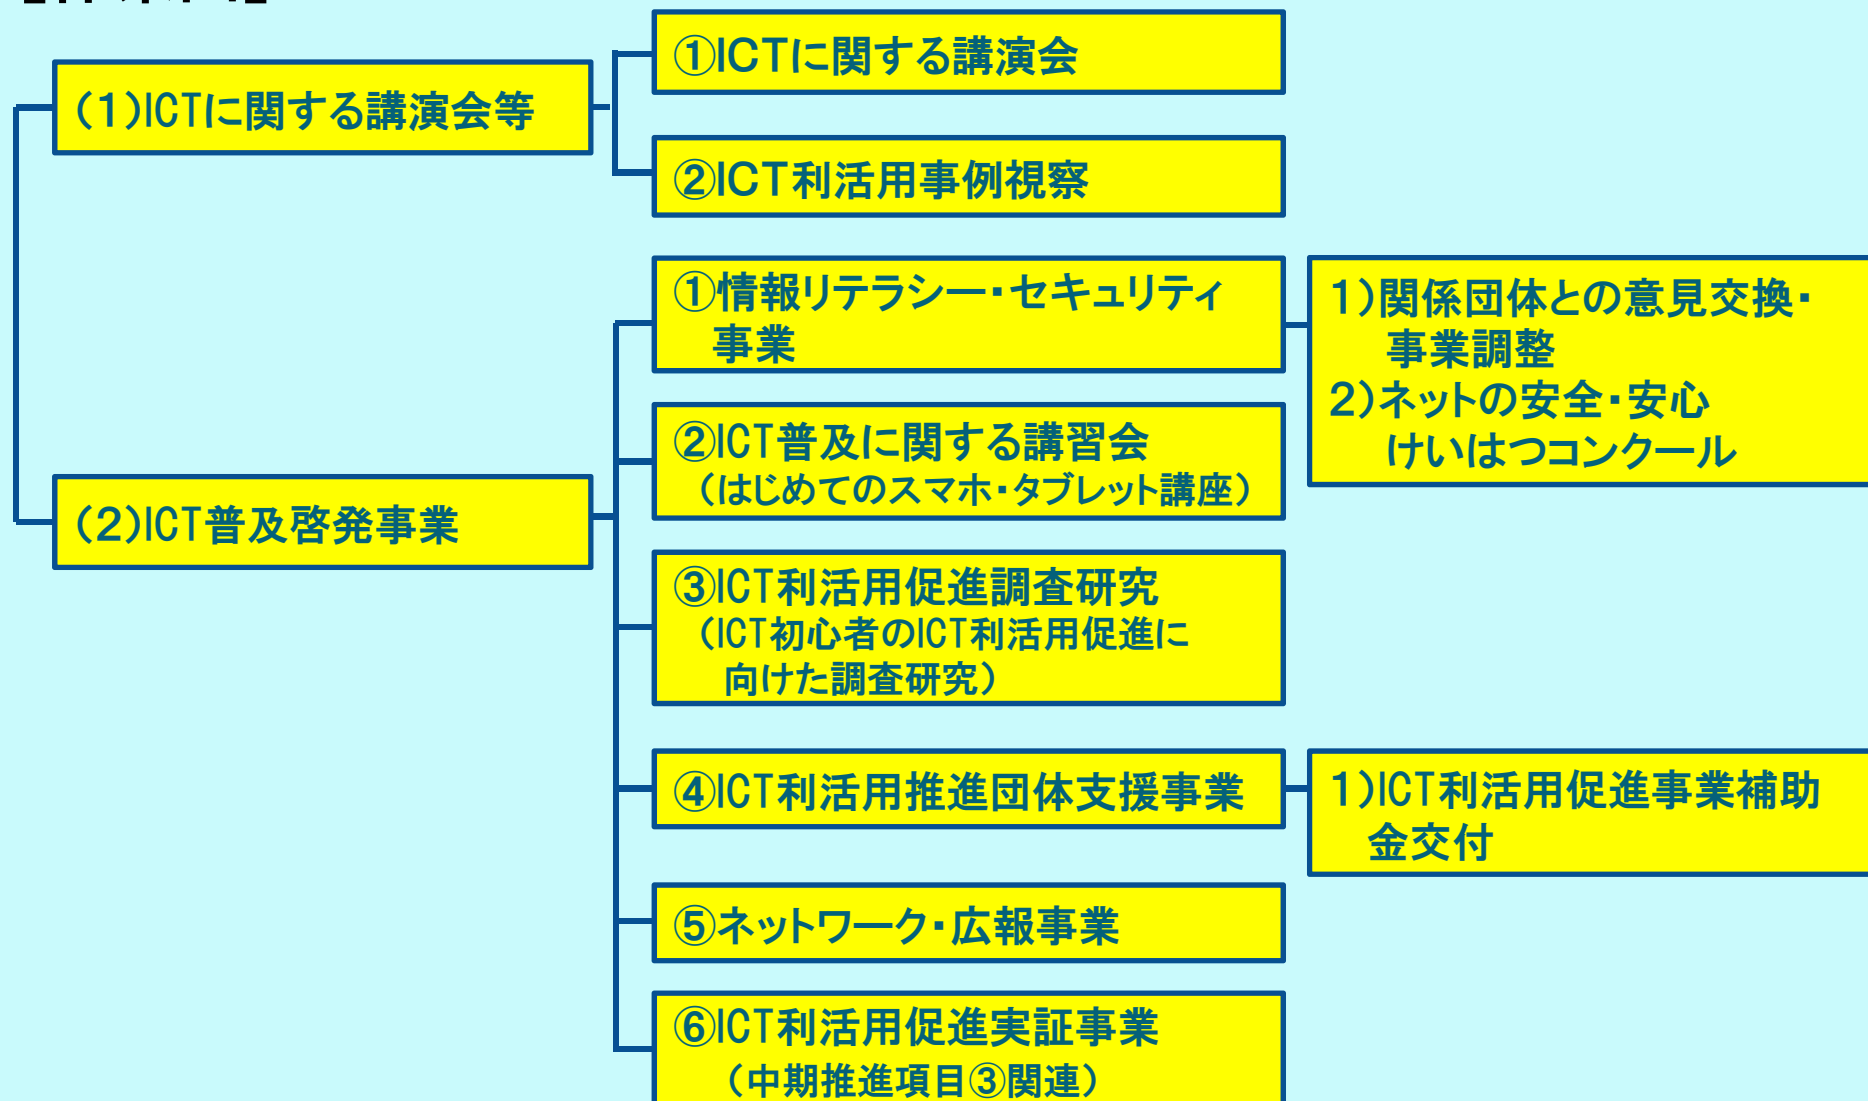 (1)ICTに関する講演会等
①ICTに関する講演会
②ICT利活用事例視察
(2)ICT普及啓発事業
①情報リテラシー・セキュリティ
事業
1)関係団体との意見交換・
事業調整
2)ネットの安全・安心
けいはつコンクール
②ICT普及に関する講習会
（はじめてのスマホ・タブレット講座）
③ICT利活用促進調査研究
（ICT初心者のICT利活用促進に
向けた調査研究）
④ICT利活用推進団体支援事業
1)ICT利活用促進事業補助
金交付
⑤ネットワーク・広報事業
⑥ICT利活用促進実証事業
（中期推進項目③関連）